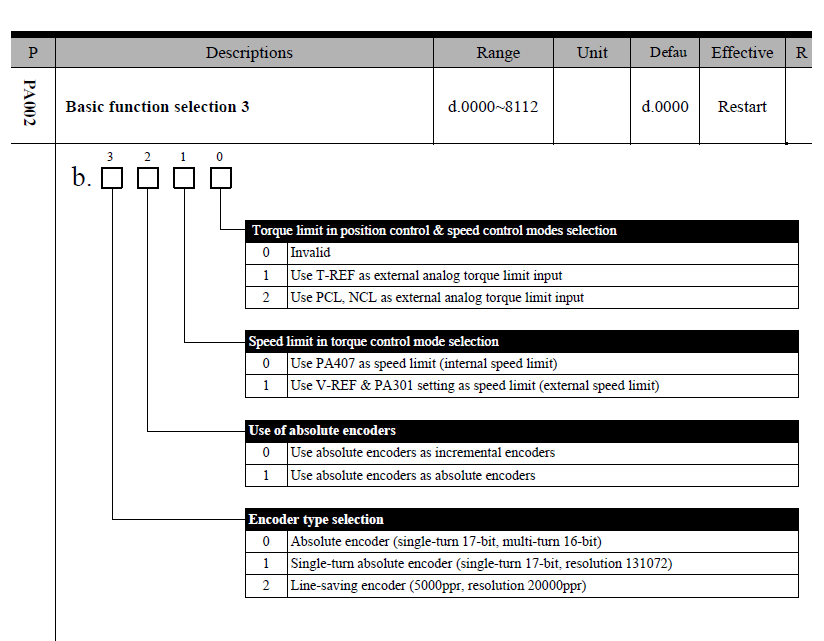 P Descriptions Range Unit Defau Effective R
PA002 Basic function selection 3 d.0000~8112 d.0000 Restart
3 2 1 0
b.
Torque limit in position control & speed control modes selection
0 Invalid
1 Use T-REF as external analog torque limit input
2 Use PCL, NCL as external analog torque limit input
Speed limit in torque control mode selection
0 Use PA407 as speed limit (internal speed limit)
1 Use V-REF & PA301 setting as speed limit (external speed limit)
Use of absolute encoders
0 Use absolute encoders as incremental encoders
1 Use absolute encoders as absolute encoders
Encoder type selection
0 Absolute encoder (single-turn 17-bit, multi-turn 16-bit)
1 Single-turn absolute encoder (single-turn 17-bit, resolution 131072)
2 Line-saving encoder (5000ppr, resolution 20000ppr)